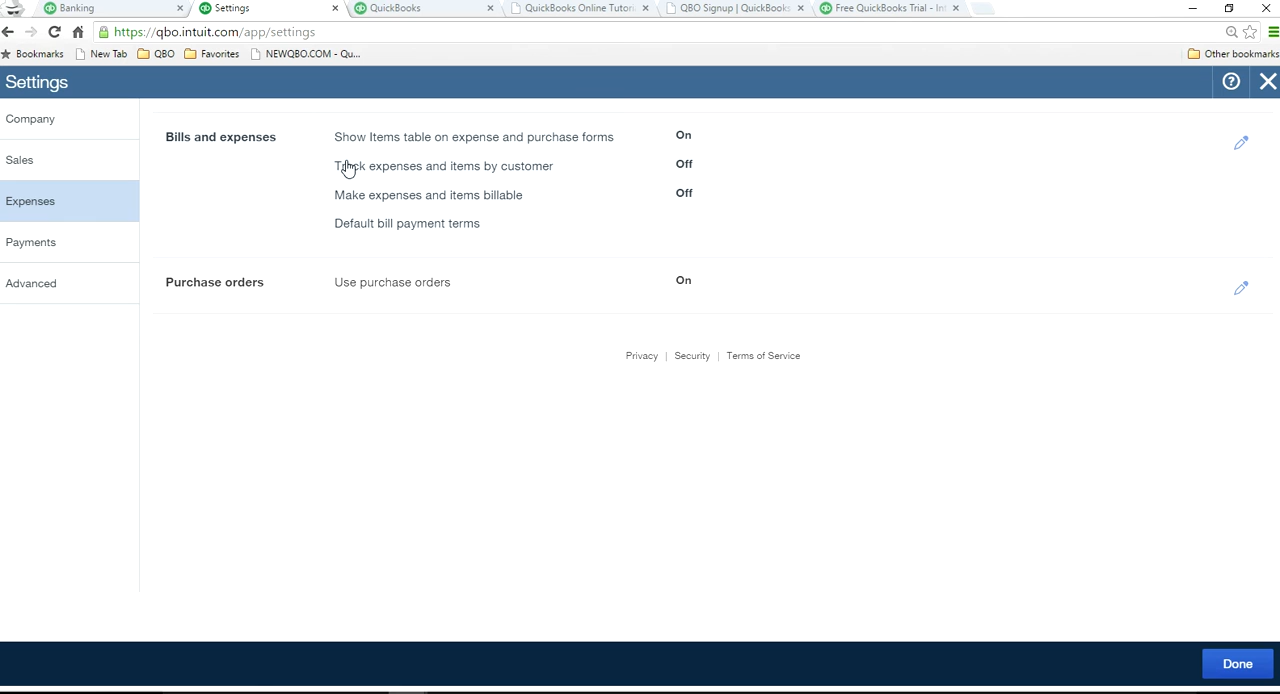 Banking
Settings
QuickBooks
QuickBooks Online Tutori
QBO Signup | QuickBooks
Free QuickBooks Trial - Int
https://qbo.intuit.com/app/settings
Bookmarks
New Tab
QBO
Favorites
NEWQBO.COM - Qu...
Other bookmarks
Settings
Company
Sales
Expenses
Payments
Advanced
Bills and expenses
Show Items table on expense and purchase forms
On
Track expenses and items by customer
Off
Make expenses and items billable
Off
Default bill payment terms
Purchase orders
Use purchase orders
On
Privacy | Security | Terms of Service
Done